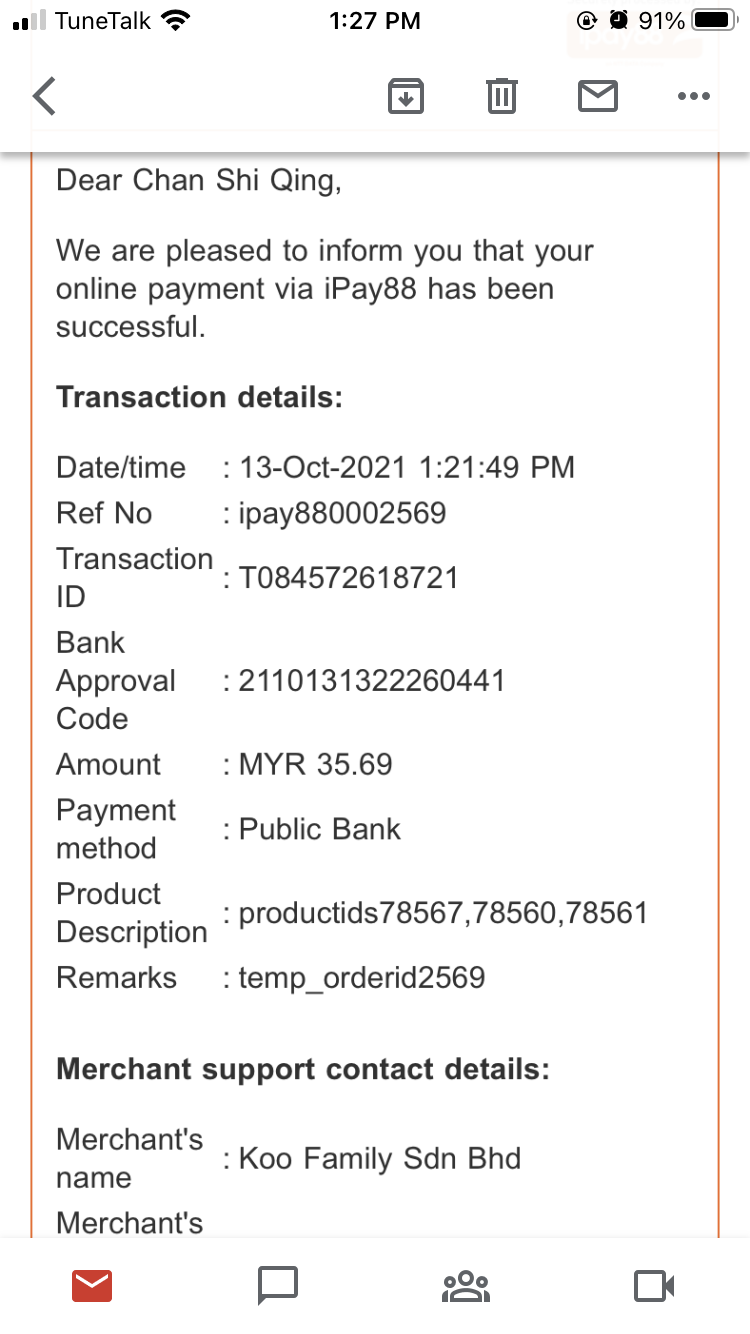 TuneTalk 1:27 PM 91%
Dear Chan Shi Qing,
We are pleased to inform you that your
online payment via iPay88 has been
successful.
Transaction details:
Date/time : 13-Oct-2021 1:21:49 PM
Ref No : ipay880002569
Transaction
ID : T084572618721
Bank
Approval : 2110131322260441
Code
Amount : MYR 35.69
Payment
method : Public Bank
Product
Description : productids78567,78560,78561
Remarks : temp_orderid2569
Merchant support contact details:
Merchant's
name : Koo Family Sdn Bhd
Merchant's